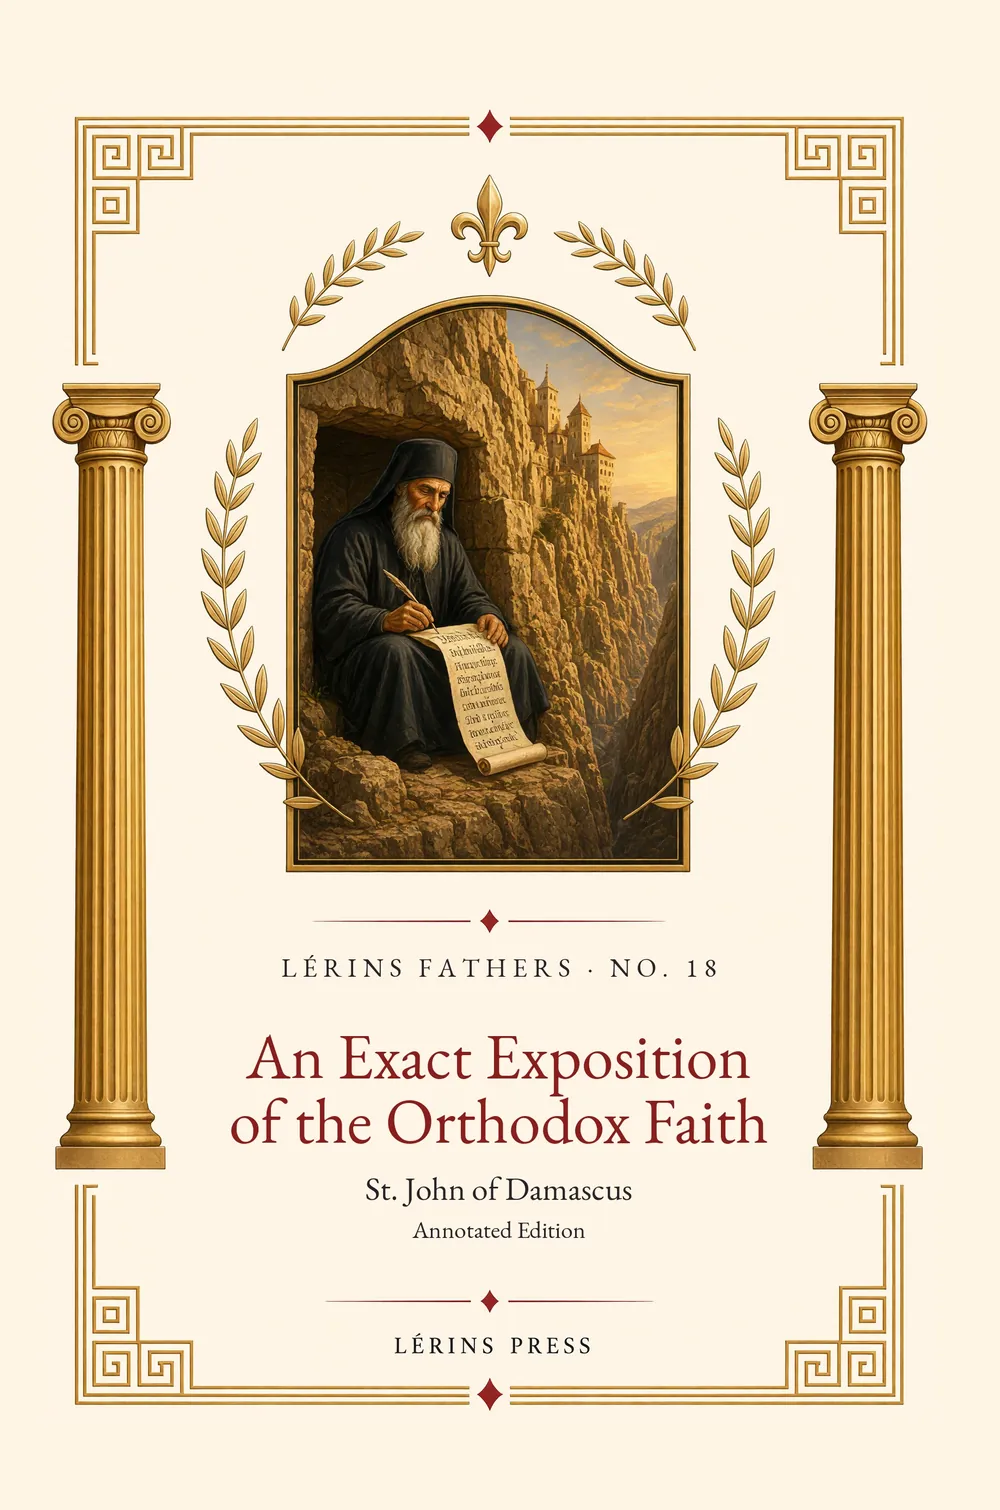 LÉRINS FATHERS · NO. 18
An Exact Exposition
of the Orthodox Faith
St. John of Damascus
Annotated Edition
LÉRINS PRESS